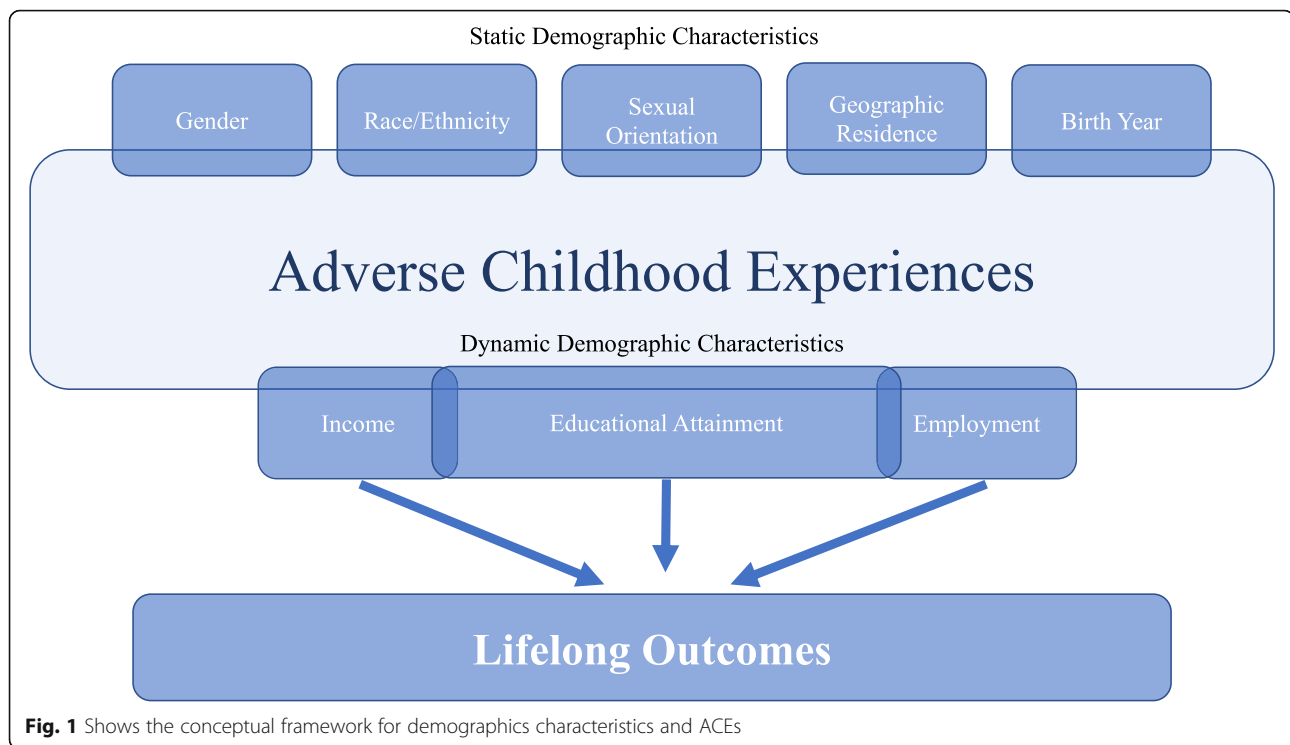 Static Demographic Characteristics
Gender
Race/Ethnicity
Sexual
Orientation
Geographic
Residence
Birth Year
Adverse Childhood Experiences
Dynamic Demographic Characteristics
Income
Educational Attainment
Employment
Lifelong Outcomes
Fig. 1 Shows the conceptual framework for demographics characteristics and ACEs